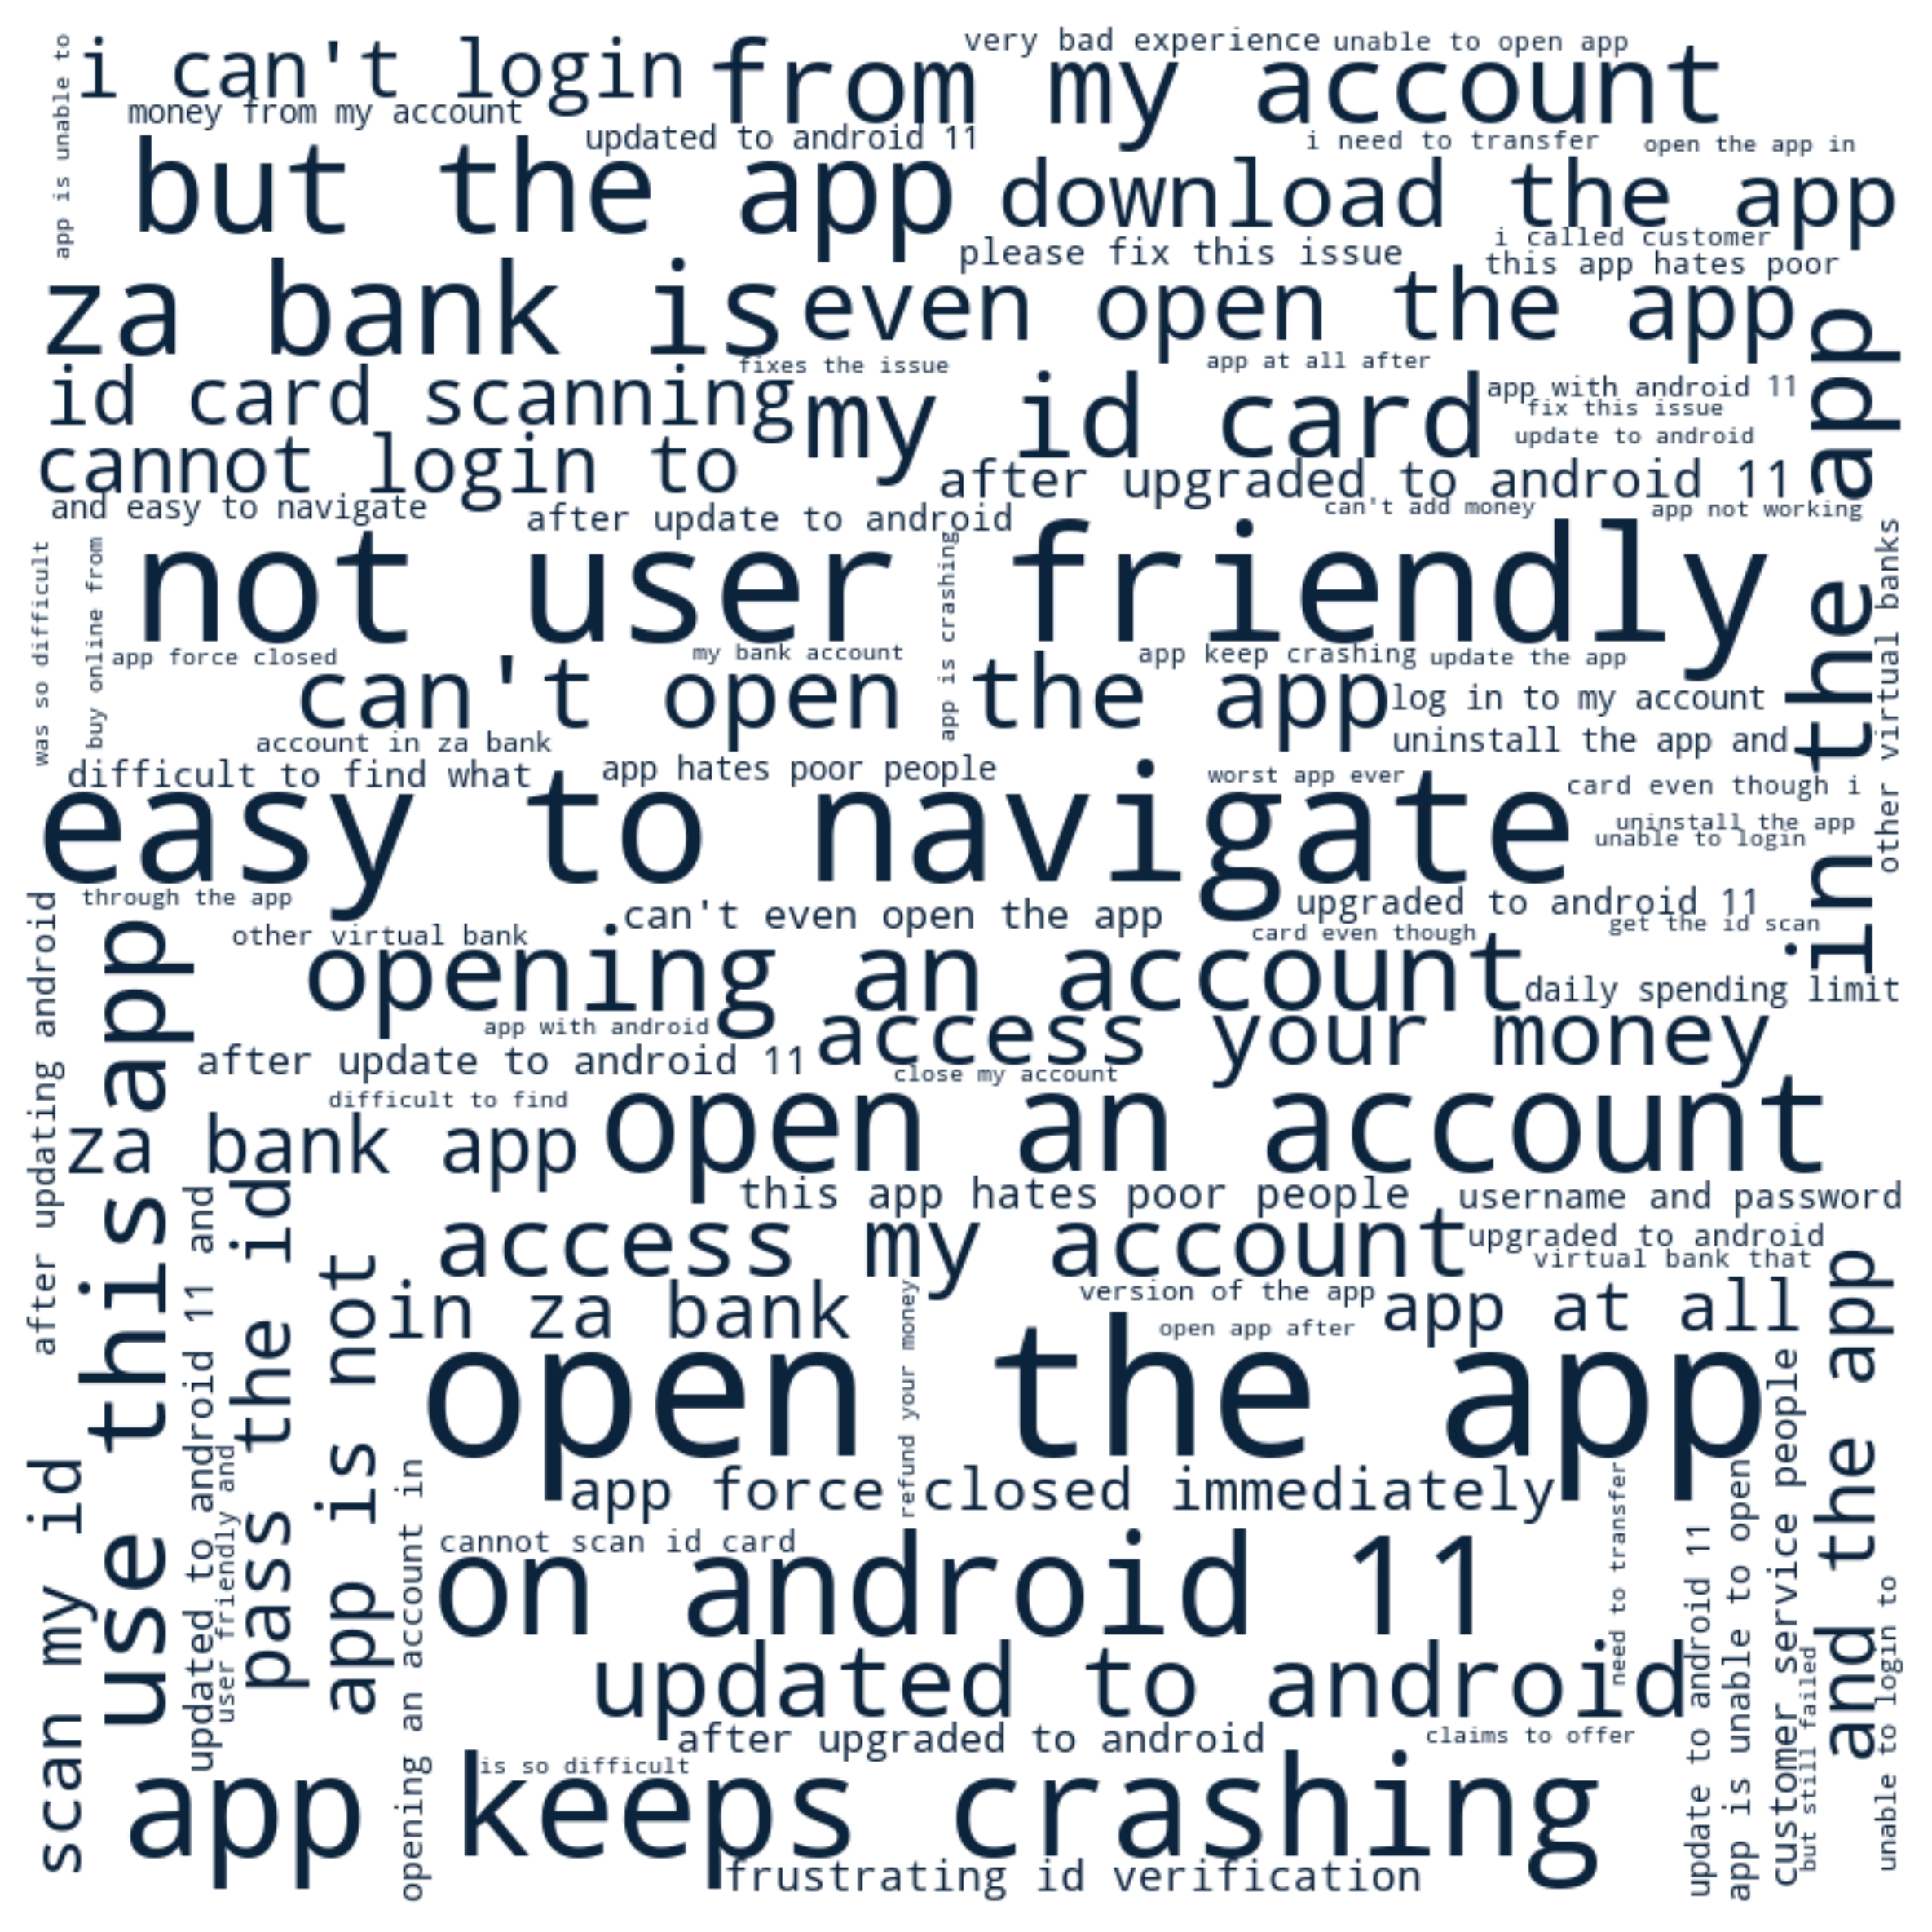 very bad experience
unable to open app
i can't login
from my account
app is unable to
money from my account
updated to android 11
i need to transfer
open the app in
but the app
download the app
i called customer
please fix this issue
this app hates poor
za bank is
even open the app
in the app
fixes the issue
app at all after
id card scanning
my id card
app with android 11
fix this issue
update to android
cannot login to
after upgraded to android 11
and easy to navigate
after update to android
can't add money
app not working
not user friendly
was so difficult
buy online from
app is crashing
other virtual banks
app force closed
my bank account
app keep crashing
update the app
can't open the app
log in to my account
account in za bank
uninstall the app and
difficult to find what
app hates poor people
worst app ever
card even though i
easy to navigate
uninstall the app
unable to login
through the app
can't even open the app
upgraded to android 11
get the id scan
other virtual bank
card even though
opening an account
daily spending limit
after updating android
use this app
app with android
access your money
after update to android 11
close my account
difficult to find
open an account
za bank app
this app hates poor people
username and password
updated to android 11 and
pass the id
access my account
upgraded to android
virtual bank that
app is not
in za bank
refund your money
version of the app
app at all
and the app
open app after
open the app
customer service people
user friendly and
scan my id
opening an account in
app force closed immediately
need to transfer
app is unable to open
cannot scan id card
on android 11
update to android 11
unable to login to
updated to android
but still failed
after upgraded to android
claims to offer
is so difficult
app keeps crashing
frustrating id verification